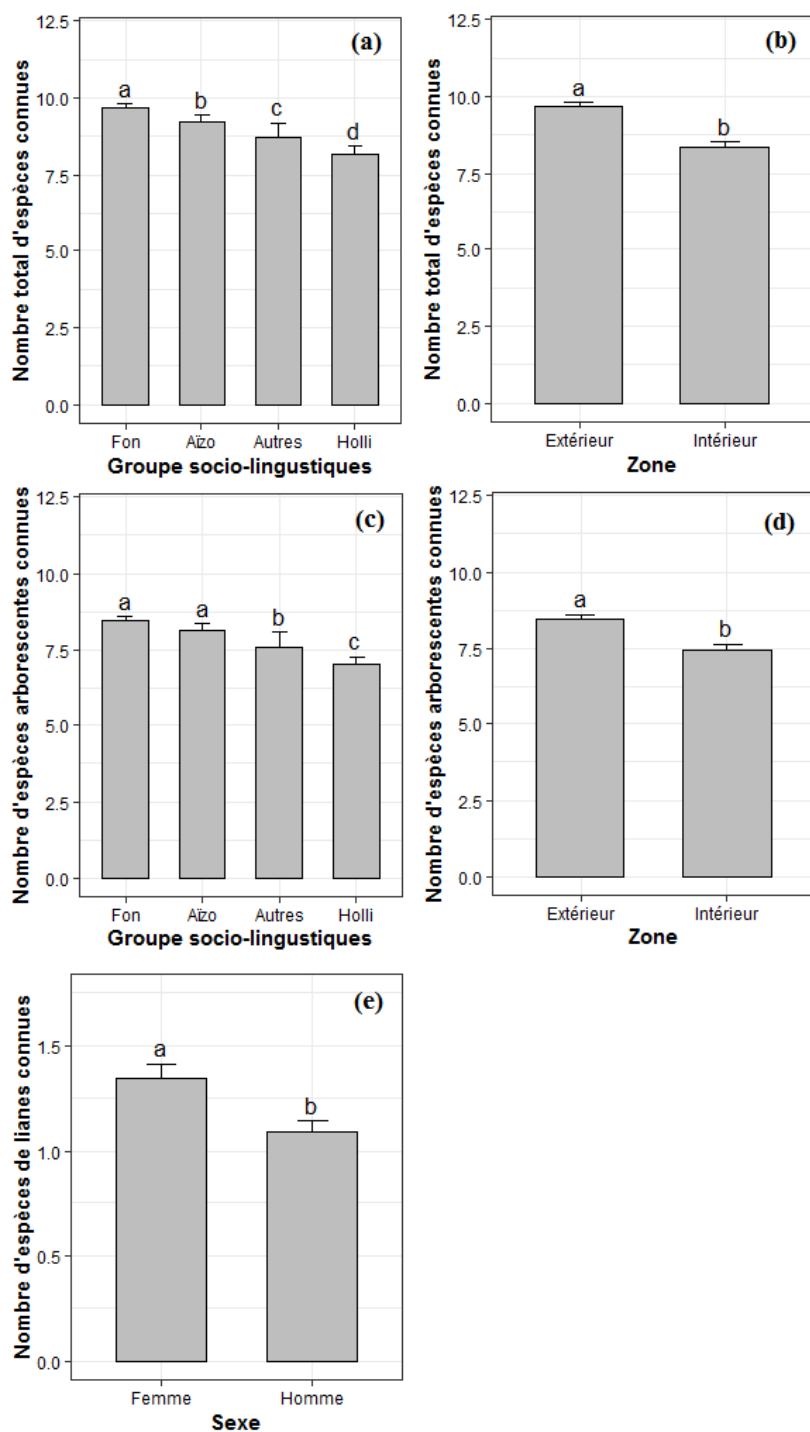 Nombre total d'espèces connues
12.5
10.0
7.5
5.0
2.5
0.0
(a)
a
b
c
d
Fon
Aïzo
Autres
Holli
Groupe socio-lingustiques
Nombre total d'espèces connues
12.5
10.0
7.5
5.0
2.5
0.0
(b)
a
b
Extérieur
Intérieur
Zone
Nombre d'espèces arborescentes connues
12.5
10.0
7.5
5.0
2.5
0.0
(c)
a
a
b
c
Fon
Aïzo
Autres
Holli
Groupe socio-lingustiques
Nombre d'espèces arborescentes connues
12.5
10.0
7.5
5.0
2.5
0.0
(d)
a
b
Extérieur
Intérieur
Zone
Nombre d'espèces de lianes connues
1.5
1.0
0.5
0.0
(e)
a
b
Femme
Homme
Sexe